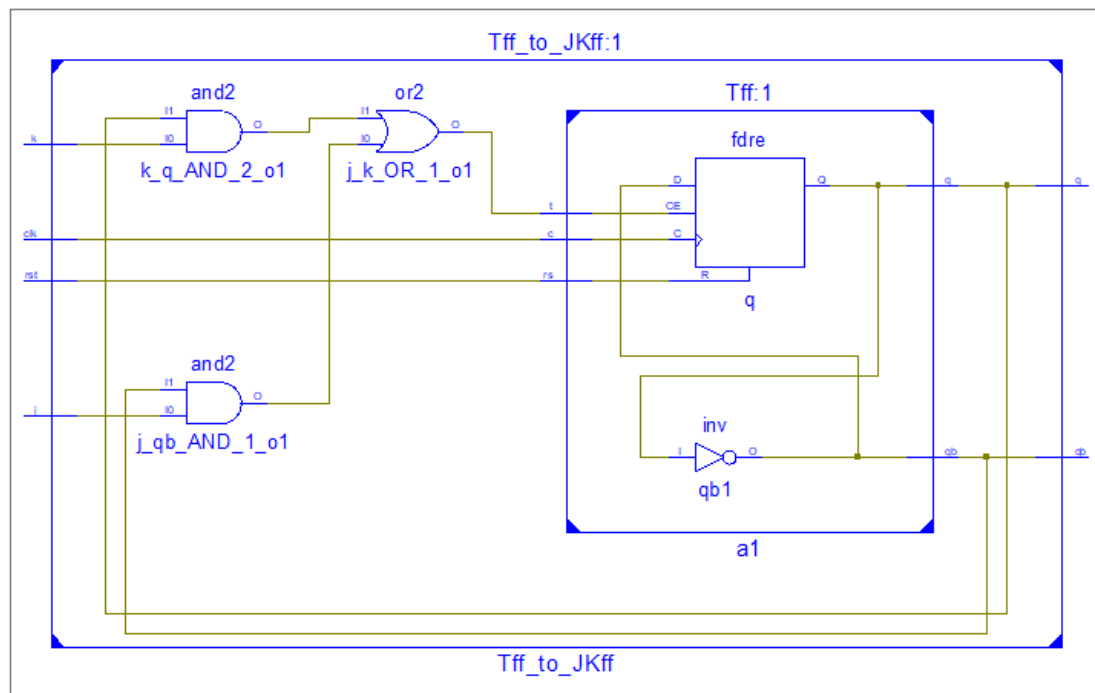 Tff_to_JKff:1
and2
or2
Tff:1
I1
O
I1
O
fdre
k
I0
I0
k_q_AND_2_o1
j_k_OR_1_o1
D
Q
q
q
t
CE
clk
c
C
rst
rs
R
q
and2
I1
O
j
I0
j_qb_AND_1_o1
inv
I
O
qb
qb
qb1
a1
Tff_to_JKff